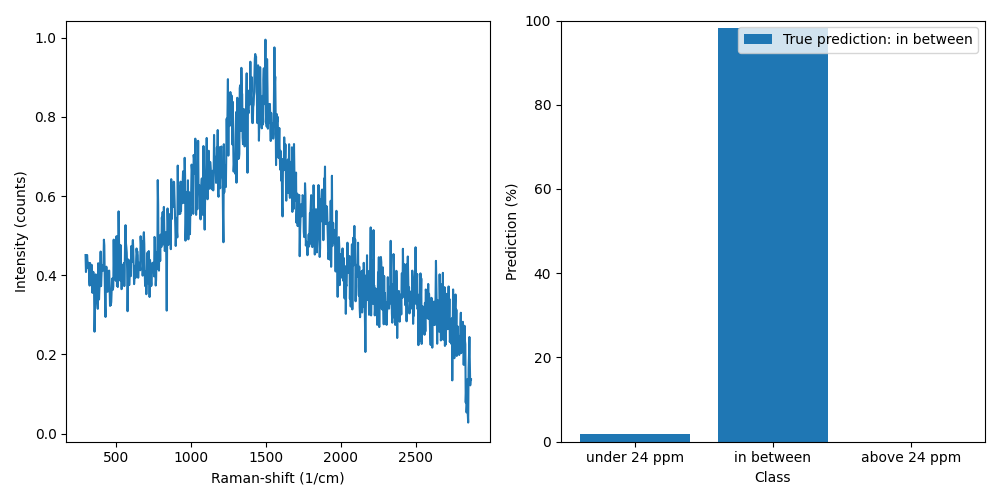 1.0
0.8
0.6
0.4
0.2
0.0
Intensity (counts)
500 1000 1500 2000 2500
Raman-shift (1/cm)
100
80
60
40
20
0
Prediction (%)
True prediction: in between
under 24 ppm in between above 24 ppm
Class